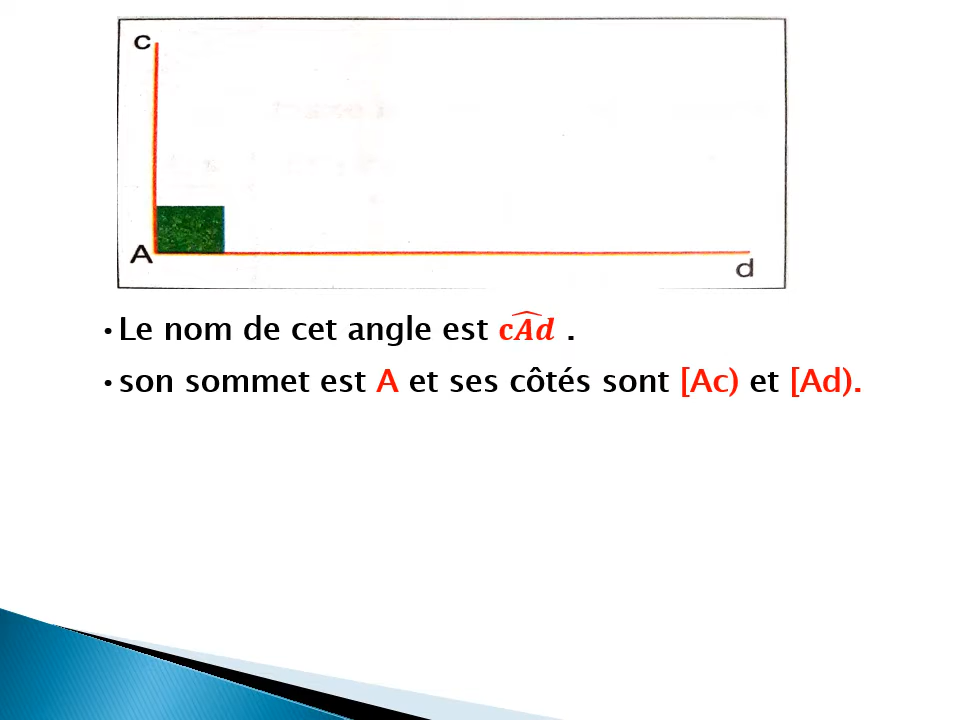 c
A
d
•Le nom de cet angle est cÂd .
•son sommet est A et ses côtés sont [Ac) et [Ad).